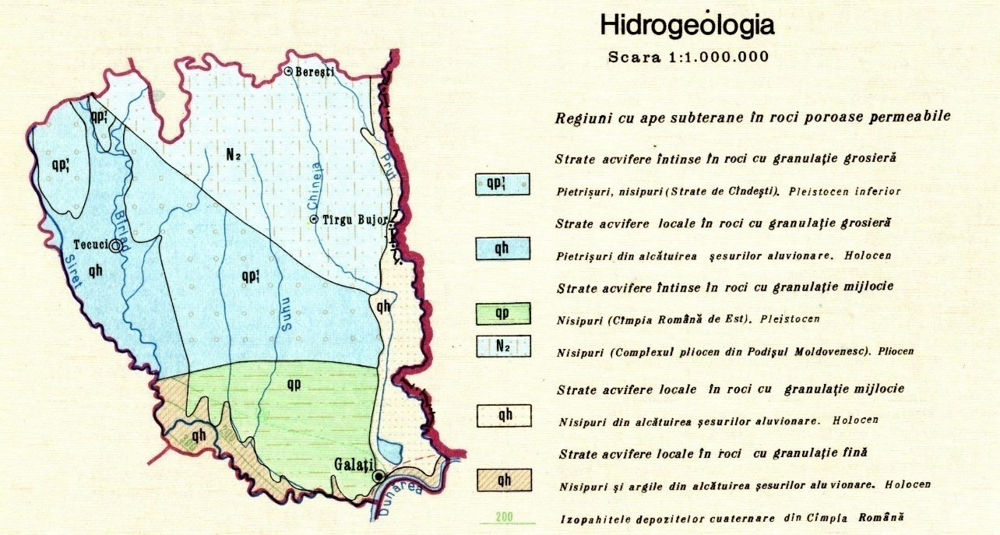 Hidrogeologia
Scara 1:1.000.000
Regiuni cu ape subterane în roci poroase permeabile
Strate acvifere întinse în roci cu granulație grosieră
qp₁¹ Pietrișuri, nisipuri (Strate de Cîndești). Pleistocen inferior
Strate acvifere locale în roci cu granulație grosieră
qh Pietrișuri din alcătuirea șesurilor aluvionare. Holocen
Strate acvifere întinse în roci cu granulație mijlocie
qp Nisipuri (Cîmpia Română de Est). Pleistocen
N₂ Nisipuri (Complexul pliocen din Podișul Moldovenesc). Pliocen
Strate acvifere locale în roci cu granulație mijlocie
qh Nisipuri din alcătuirea șesurilor aluvionare. Holocen
Strate acvifere locale în roci cu granulație fină
qh Nisipuri și argile din alcătuirea șesurilor aluvionare. Holocen
200 Izopahitele depozitelor cuaternare din Cîmpia Română
Berești
qp₁¹
qp₁¹
N₂
Prut
Chineja
Tîrgu Bujor
Bîrlad
Tecuci
Siret
qh
qp₁¹
Suhu
qh
qp
qh
Galați
Dunărea